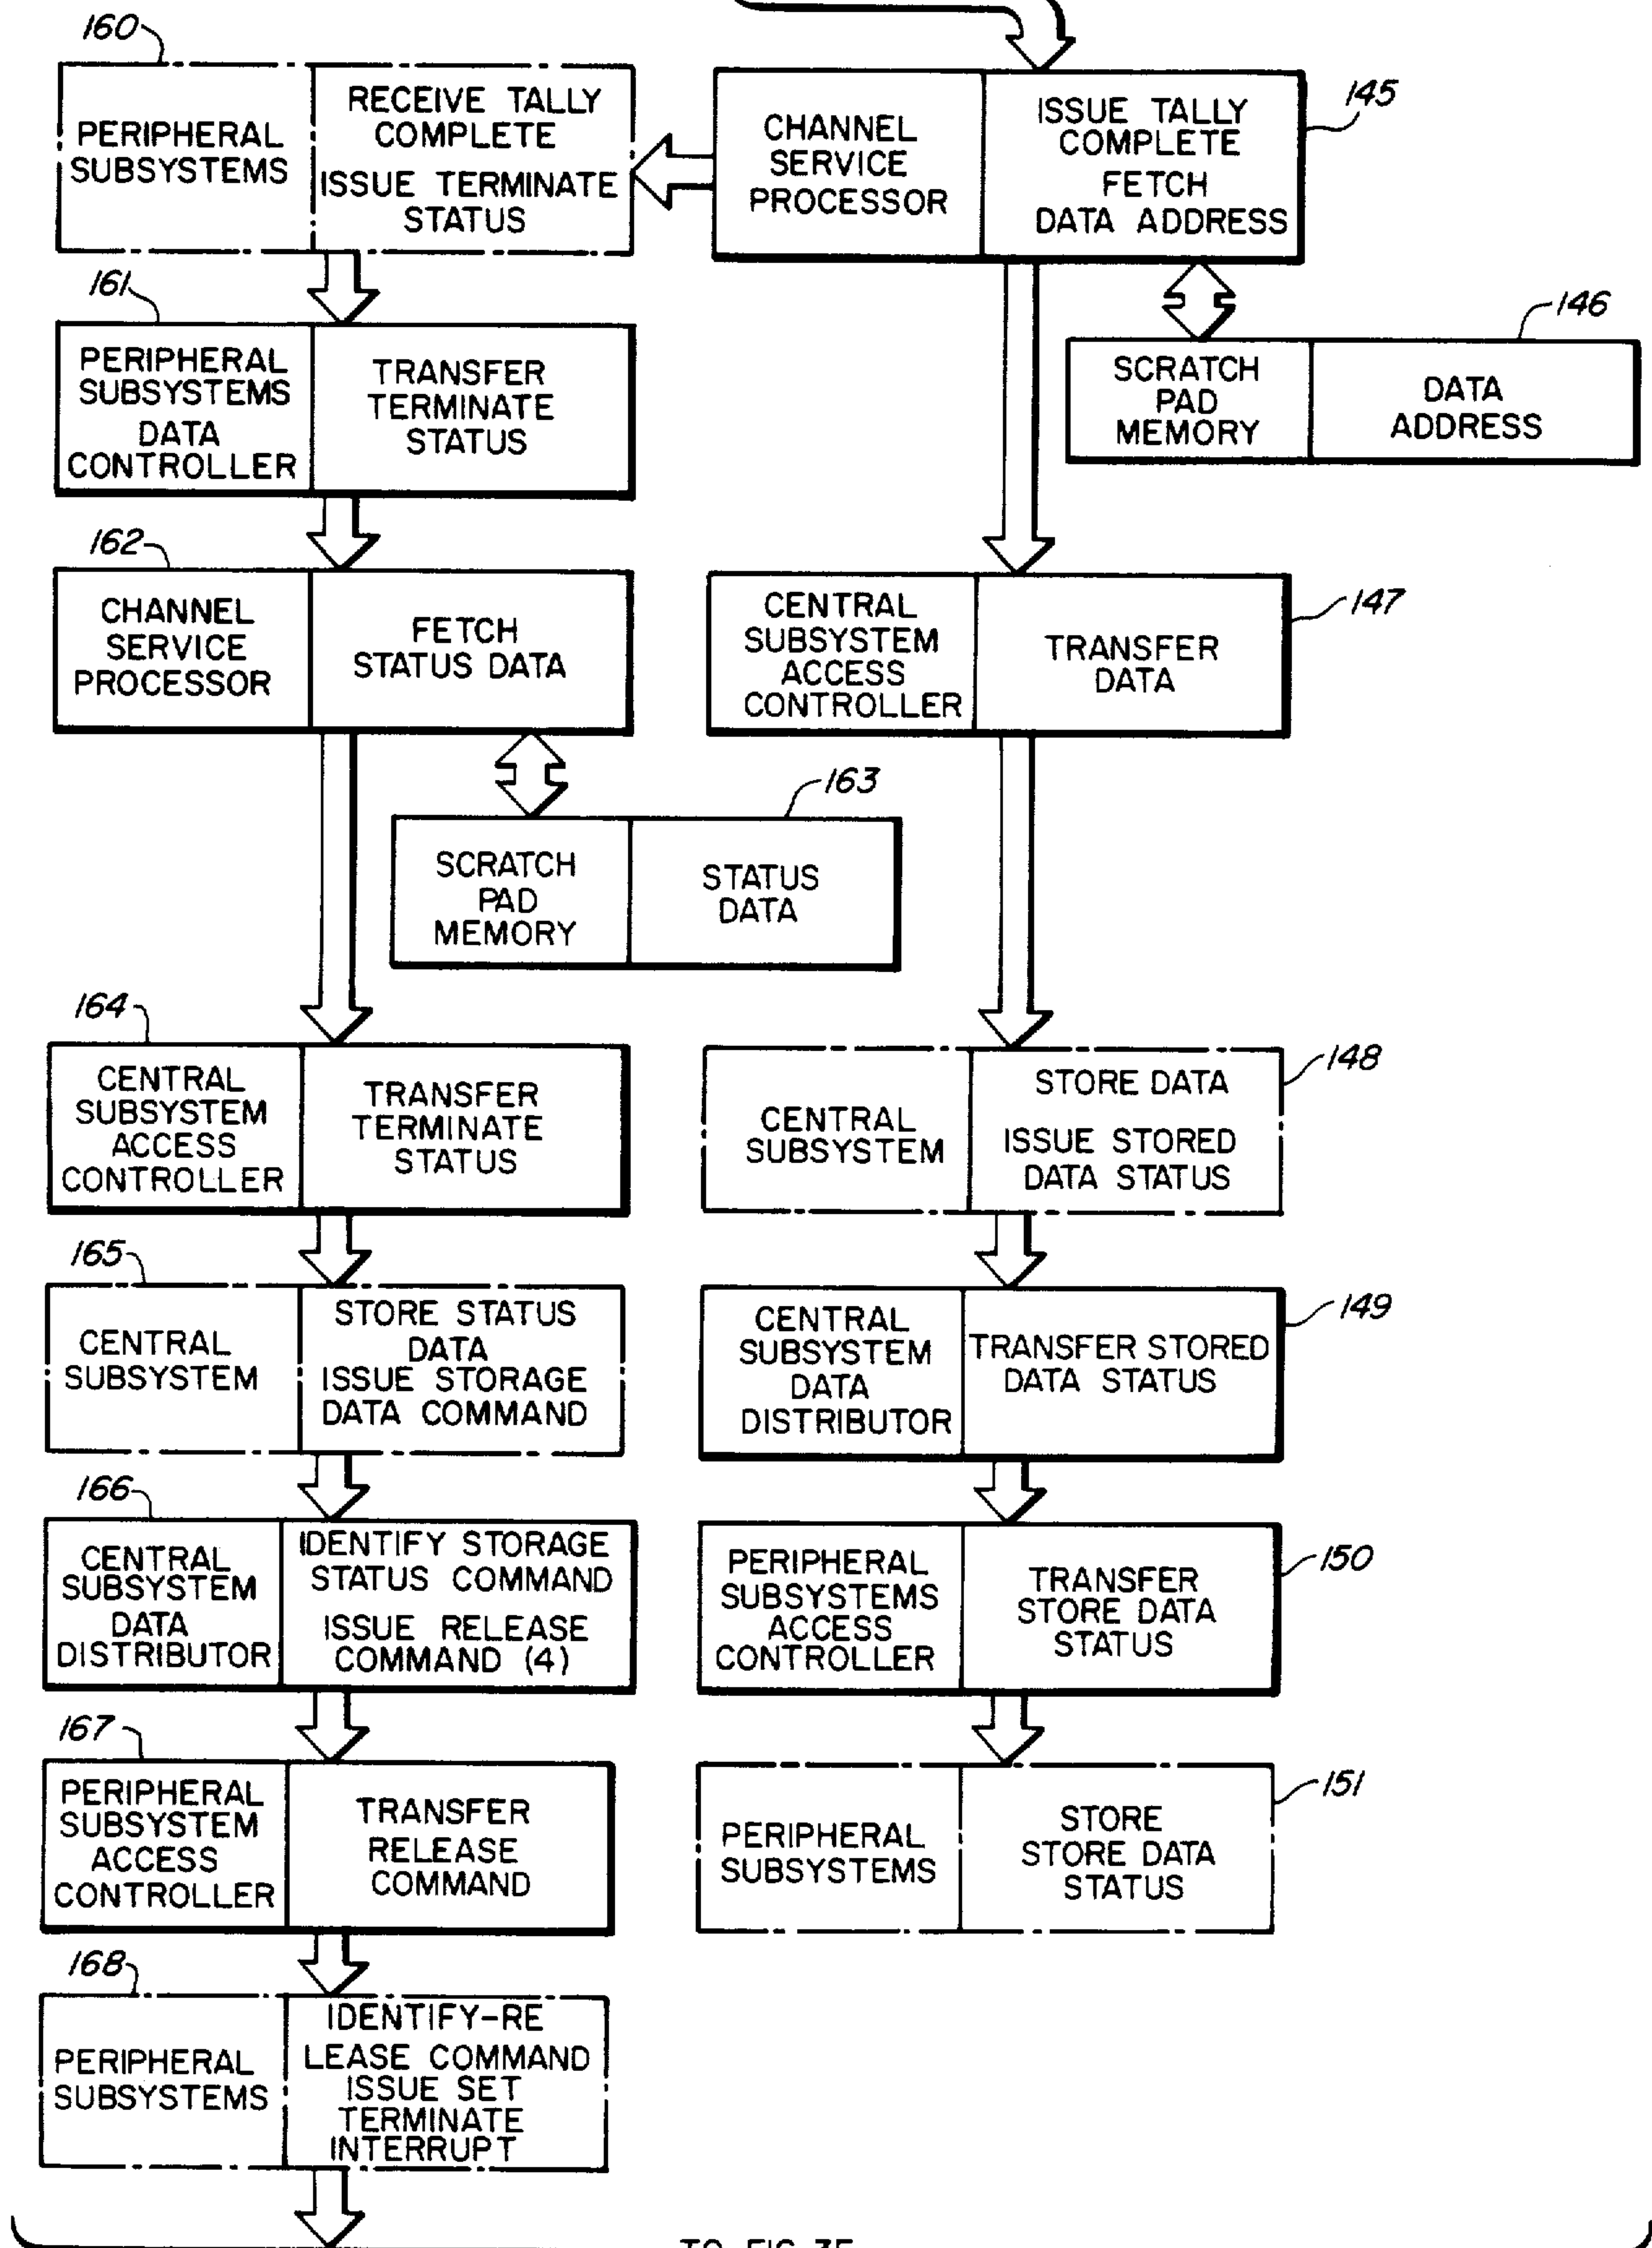 160
PERIPHERAL
SUBSYSTEMS
RECEIVE TALLY
COMPLETE
ISSUE TERMINATE
STATUS
145
CHANNEL
SERVICE
PROCESSOR
ISSUE TALLY
COMPLETE
FETCH
DATA ADDRESS
161
PERIPHERAL
SUBSYSTEMS
DATA
CONTROLLER
TRANSFER
TERMINATE
STATUS
146
SCRATCH
PAD
MEMORY
DATA
ADDRESS
162
CHANNEL
SERVICE
PROCESSOR
FETCH
STATUS DATA
147
CENTRAL
SUBSYSTEM
ACCESS
CONTROLLER
TRANSFER
DATA
163
SCRATCH
PAD
MEMORY
STATUS
DATA
164
CENTRAL
SUBSYSTEM
ACCESS
CONTROLLER
TRANSFER
TERMINATE
STATUS
148
CENTRAL
SUBSYSTEM
STORE DATA
ISSUE STORED
DATA STATUS
165
CENTRAL
SUBSYSTEM
STORE STATUS
DATA
ISSUE STORAGE
DATA COMMAND
149
CENTRAL
SUBSYSTEM
DATA
DISTRIBUTOR
TRANSFER STORED
DATA STATUS
166
CENTRAL
SUBSYSTEM
DATA
DISTRIBUTOR
IDENTIFY STORAGE
STATUS COMMAND
ISSUE RELEASE
COMMAND (4)
150
PERIPHERAL
SUBSYSTEMS
ACCESS
CONTROLLER
TRANSFER
STORE DATA
STATUS
167
PERIPHERAL
SUBSYSTEM
ACCESS
CONTROLLER
TRANSFER
RELEASE
COMMAND
151
PERIPHERAL
SUBSYSTEMS
STORE
STORE DATA
STATUS
168
PERIPHERAL
SUBSYSTEMS
IDENTIFY-RE
LEASE COMMAND
ISSUE SET
TERMINATE
INTERRUPT
TO FIG